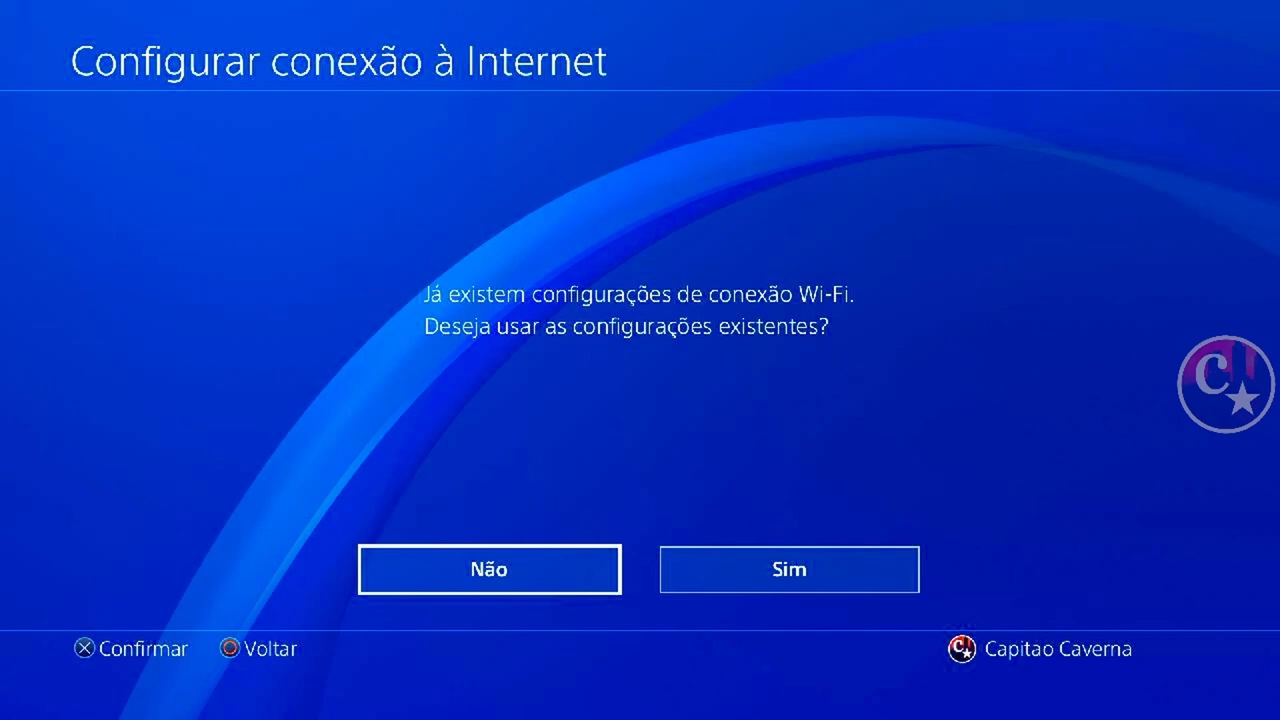 Configurar conexão à Internet
Já existem configurações de conexão Wi-Fi.
Deseja usar as configurações existentes?
C
Não
Sim
Confirmar
Voltar
C
Capitao Caverna